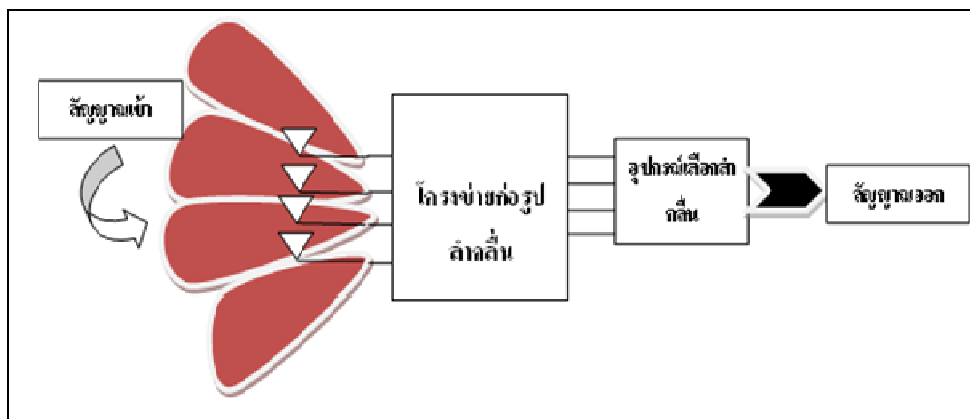 สัญญาณเข้า
โครงข่ายก่อรูป
ลำคลื่น
อุปกรณ์เลือกลำ
คลื่น
สัญญาณออก